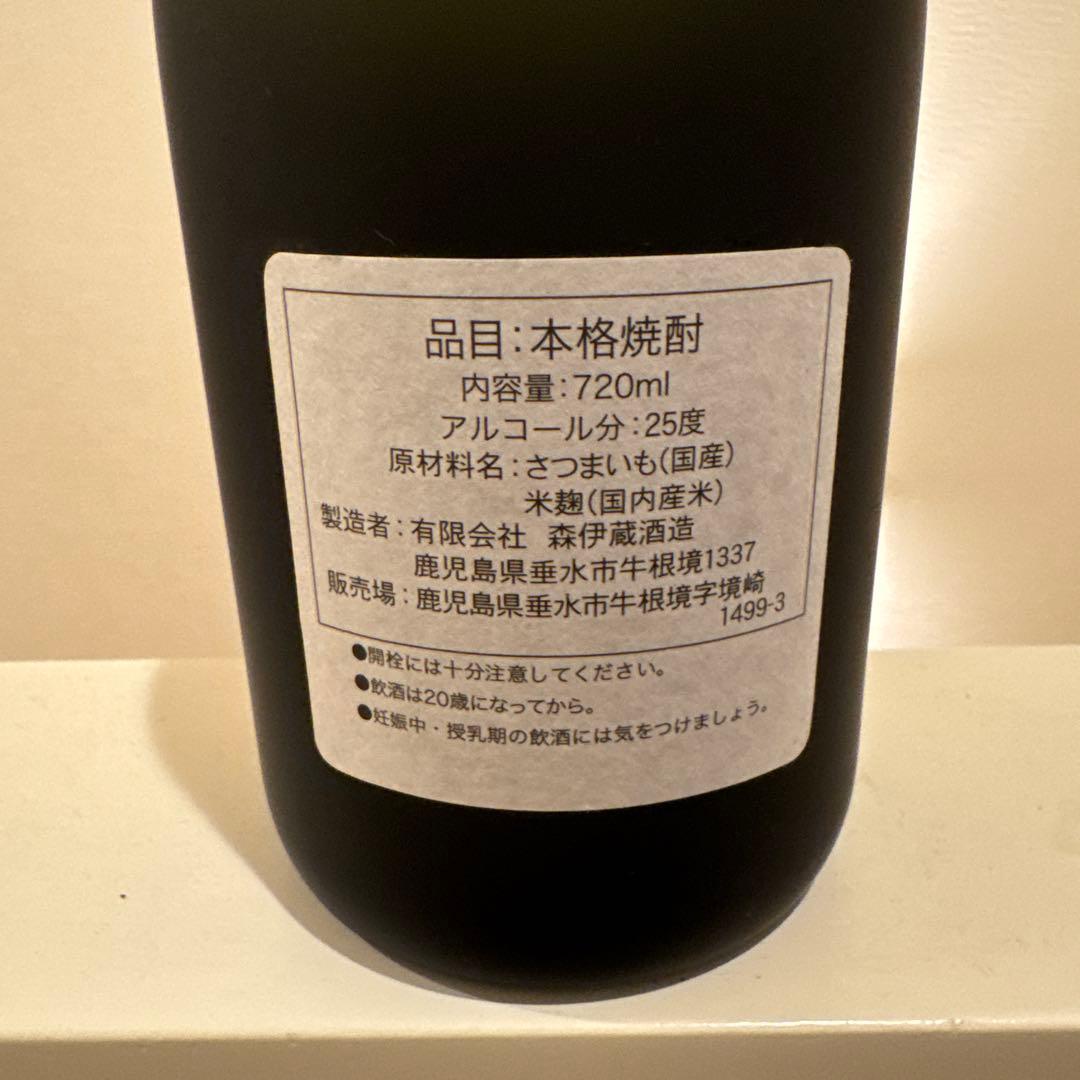 品目：本格焼酎
内容量：720ml
アルコール分：25度
原材料名：さつまいも（国産）
米麹（国内産米）
製造者：有限会社　森伊蔵酒造
鹿児島県垂水市牛根境1337
販売場：鹿児島県垂水市牛根境字境崎
1499-3
●開栓には十分注意してください。
●飲酒は20歳になってから。
●妊娠中・授乳期の飲酒には気をつけましょう。